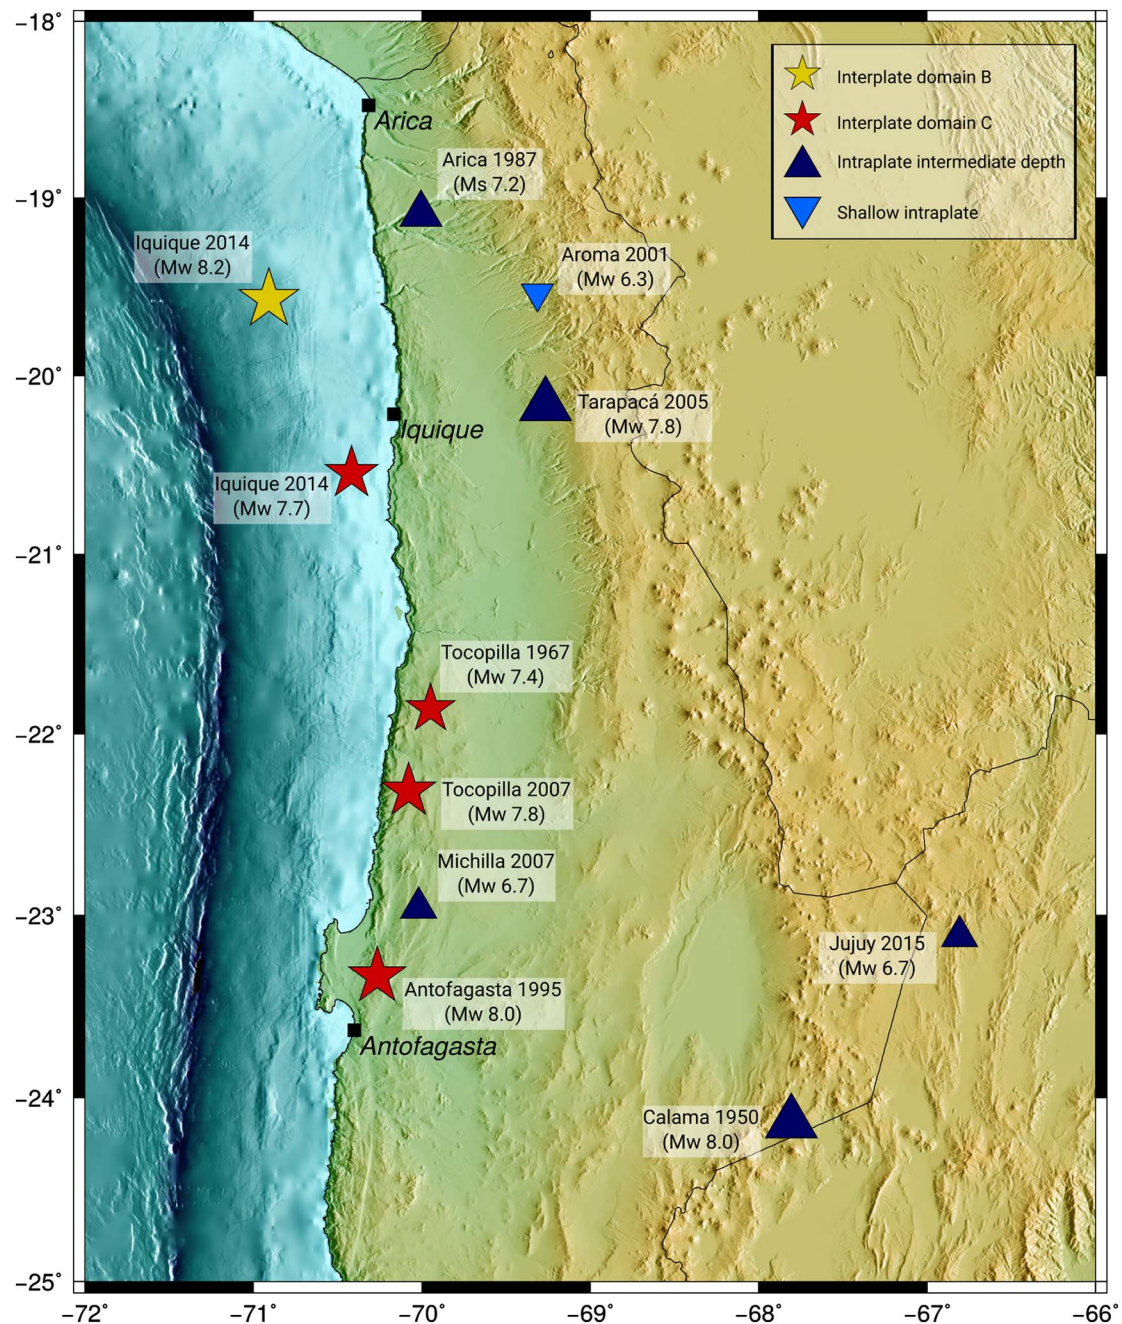 −18°
Interplate domain B
Interplate domain C
Intraplate intermediate depth
Shallow intraplate
Arica
Arica 1987
(Ms 7.2)
−19°
Iquique 2014
(Mw 8.2)
Aroma 2001
(Mw 6.3)
−20°
Tarapacá 2005
(Mw 7.8)
Iquique
Iquique 2014
(Mw 7.7)
−21°
Tocopilla 1967
(Mw 7.4)
−22°
Tocopilla 2007
(Mw 7.8)
Michilla 2007
(Mw 6.7)
−23°
Jujuy 2015
(Mw 6.7)
Antofagasta 1995
(Mw 8.0)
Antofagasta
−24°
Calama 1950
(Mw 8.0)
−25°
−72° −71° −70° −69° −68° −67° −66°